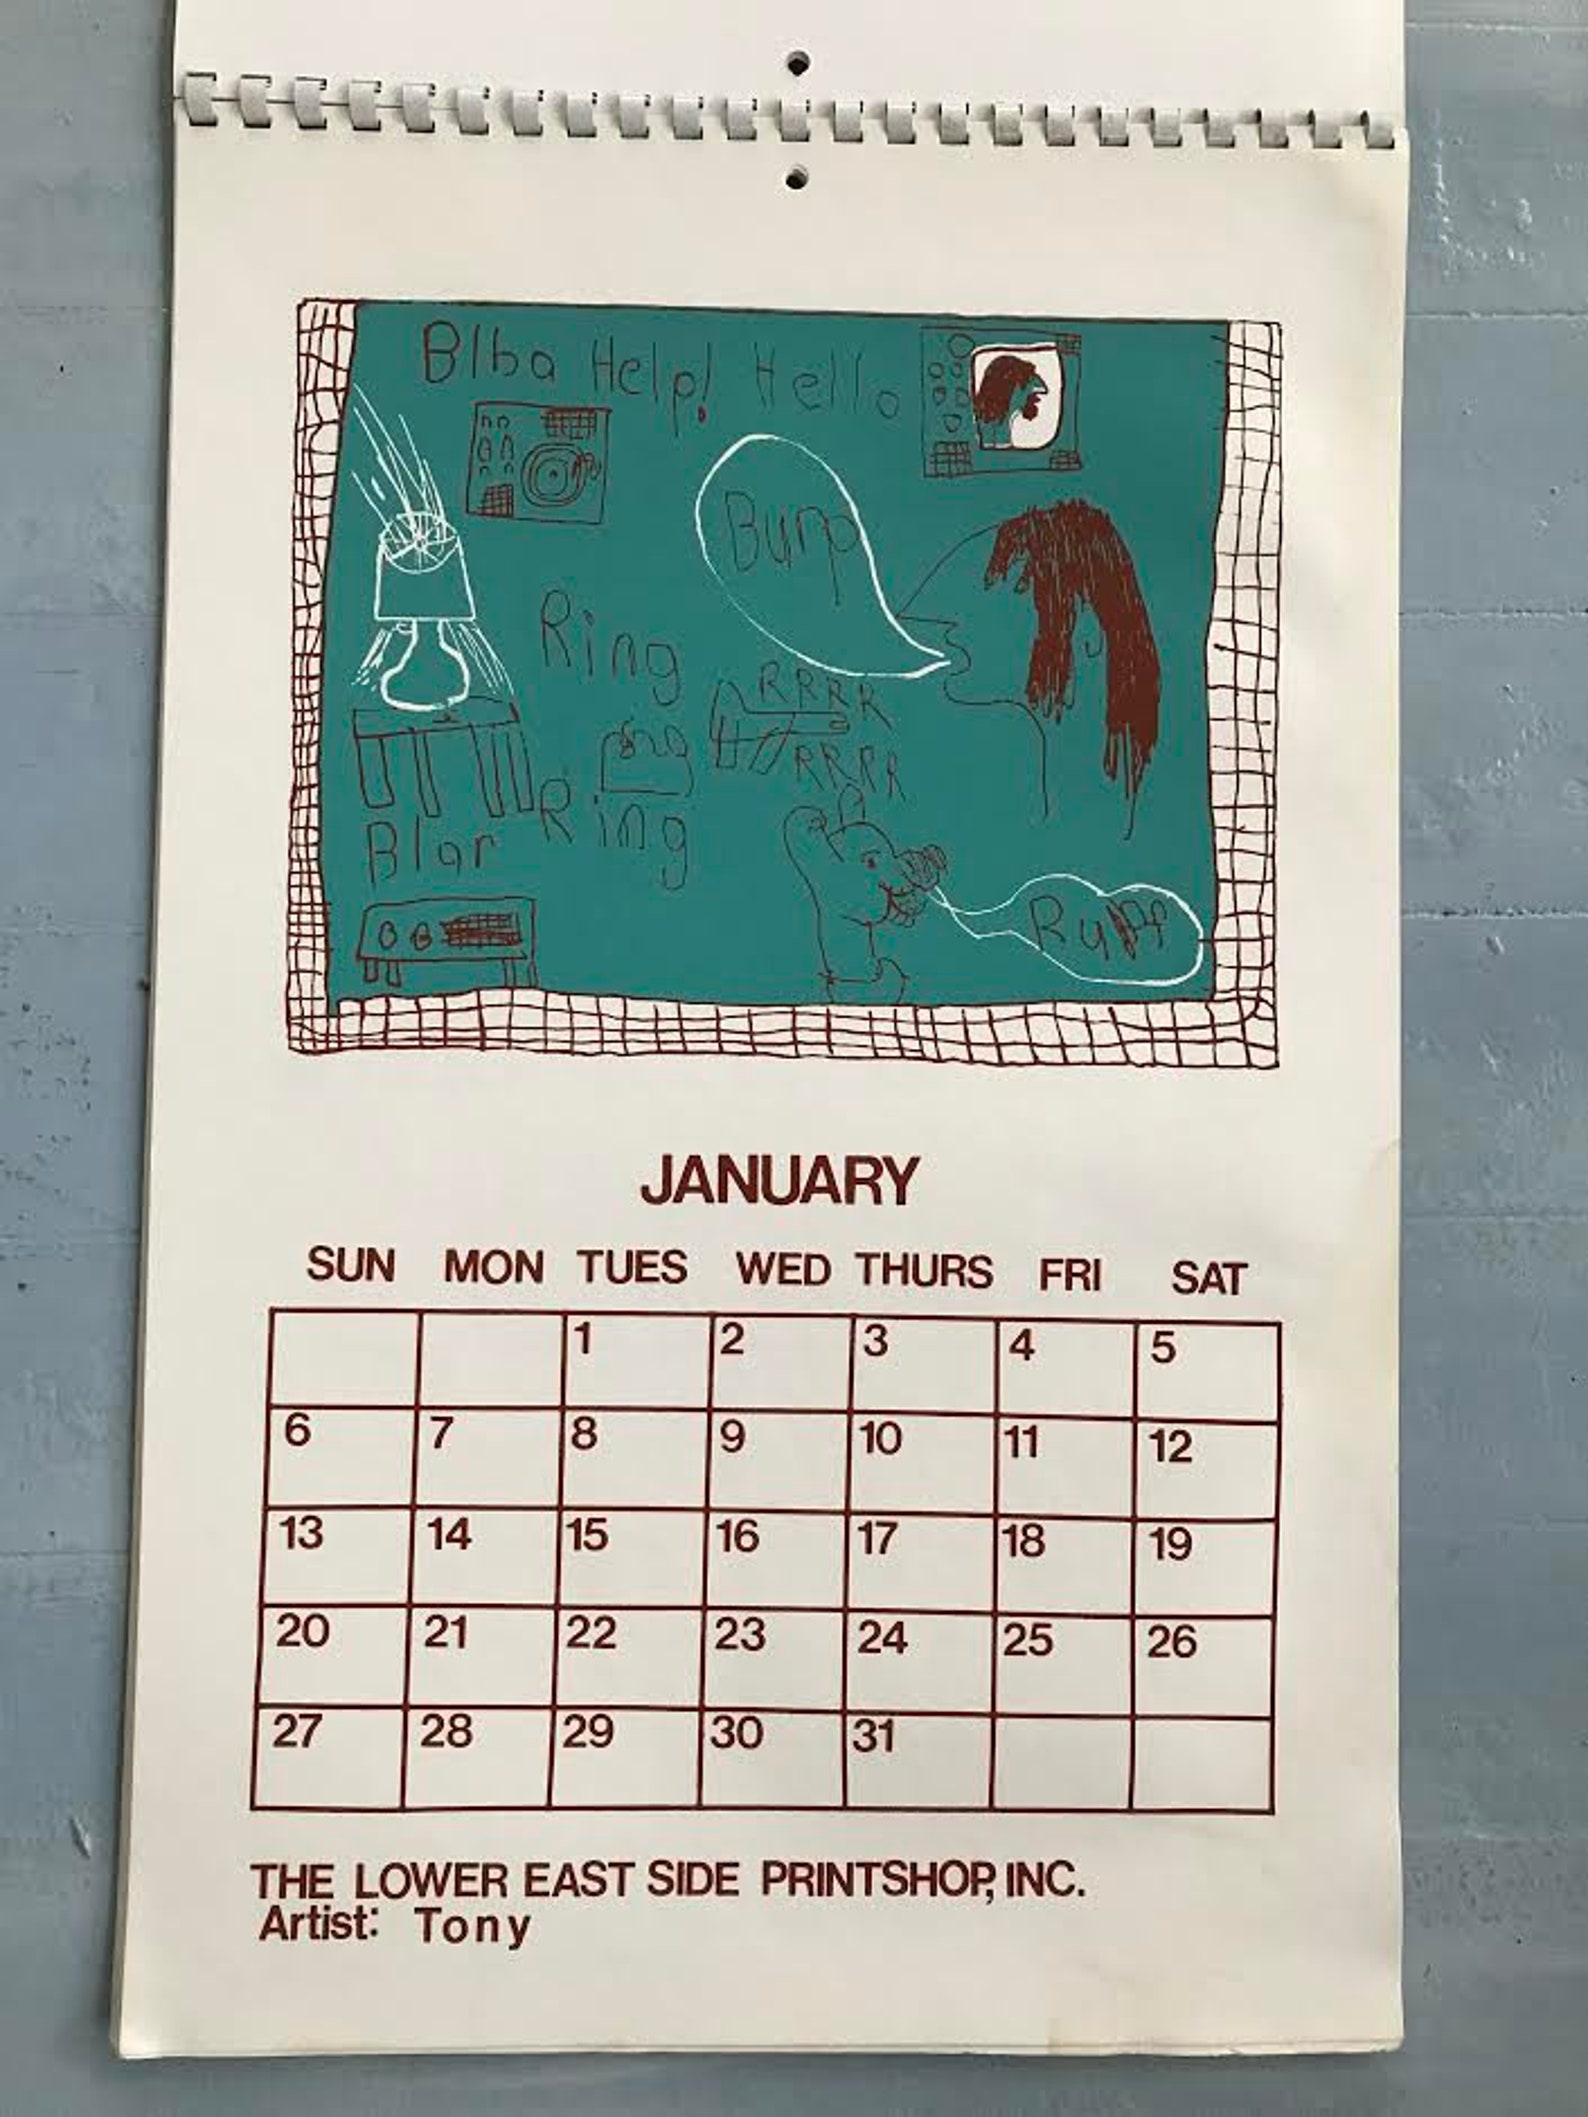 Blba Help! Hello
Burp
Ring
RRRR
RRRR
Ring
Blar
Ruff
JANUARY
SUN MON TUES WED THURS FRI SAT
1 2 3 4 5
6 7 8 9 10 11 12
13 14 15 16 17 18 19
20 21 22 23 24 25 26
27 28 29 30 31
THE LOWER EAST SIDE PRINTSHOP, INC.
Artist: Tony